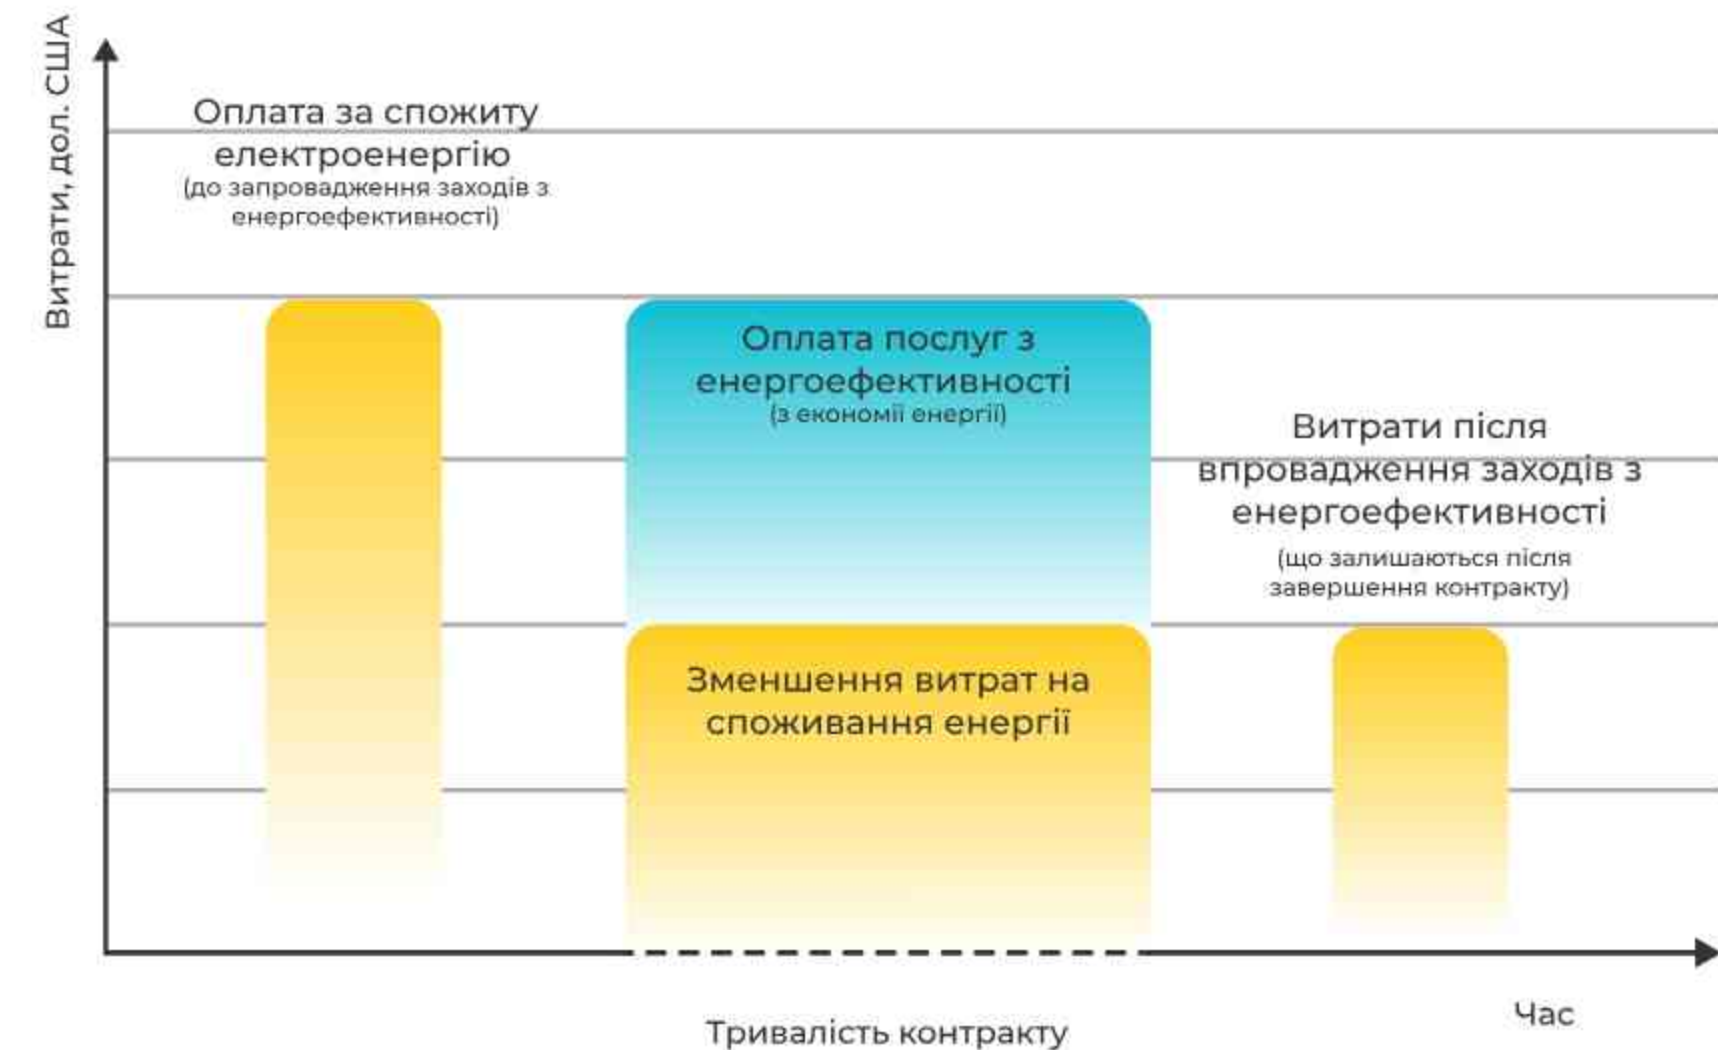 Витрати, дол. США
Оплата за спожиту
електроенергію
(до запровадження заходів з
енергоефективності)
Оплата послуг з
енергоефективності
(з економії енергії)
Зменшення витрат на
споживання енергії
Витрати після
впровадження заходів з
енергоефективності
(що залишаються після
завершення контракту)
Час
Тривалість контракту